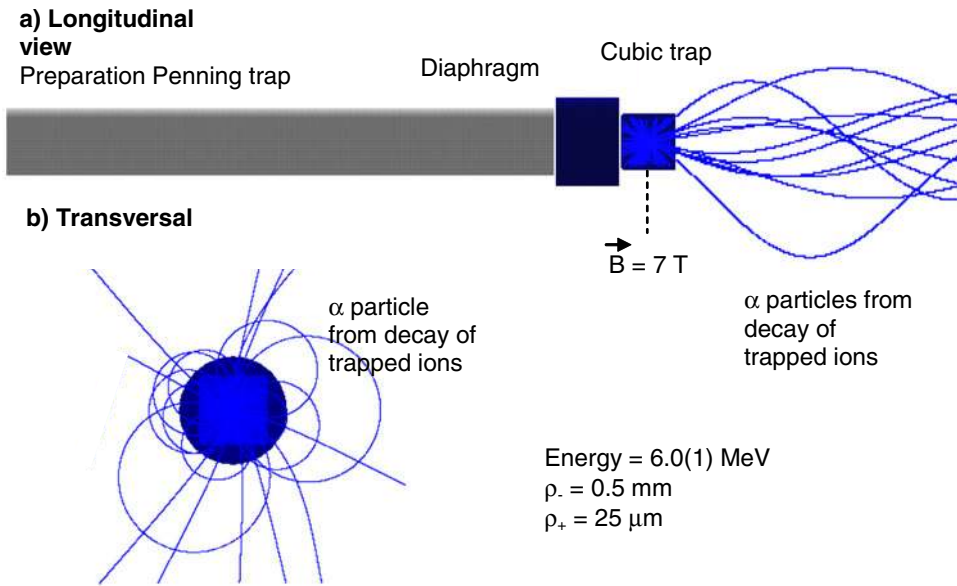 a) Longitudinal
view
Preparation Penning trap
Diaphragm
Cubic trap
b) Transversal
B = 7 T
α particle
from decay of
trapped ions
α particles from
decay of
trapped ions
Energy = 6.0(1) MeV
ρ- = 0.5 mm
ρ+ = 25 μm